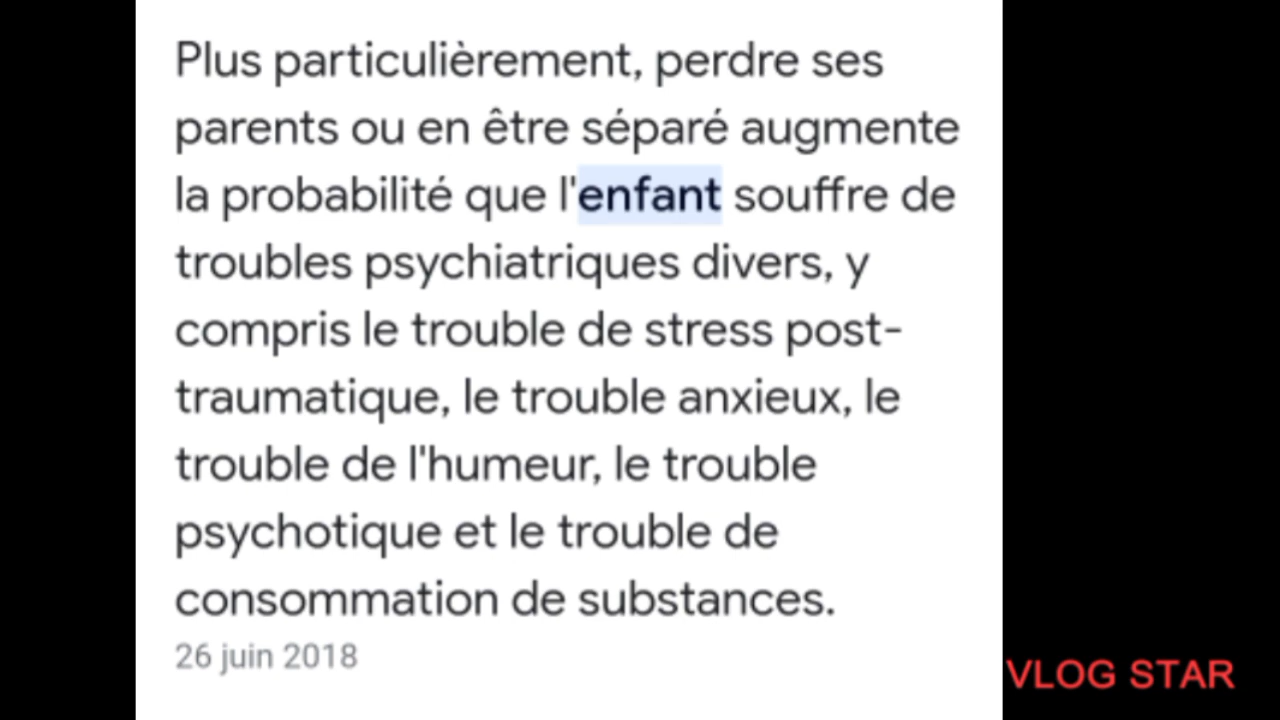 Plus particulièrement, perdre ses
parents ou en être séparé augmente
la probabilité que l'enfant souffre de
troubles psychiatriques divers, y
compris le trouble de stress post-
traumatique, le trouble anxieux, le
trouble de l'humeur, le trouble
psychotique et le trouble de
consommation de substances.
26 juin 2018
VLOG STAR